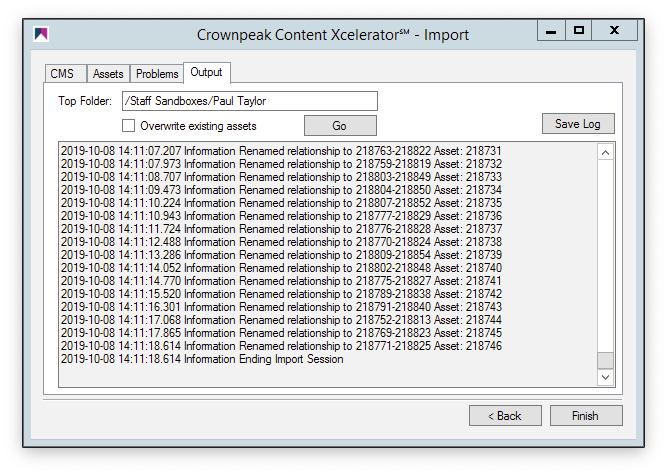 Crownpeak Content Xcelerator℠ - Import
CMS Assets Problems Output
Top Folder: /Staff Sandboxes/Paul Taylor
Overwrite existing assets Go Save Log
2019-10-08 14:11:07.207 Information Renamed relationship to 218763-218822 Asset: 218731
2019-10-08 14:11:07.973 Information Renamed relationship to 218759-218819 Asset: 218732
2019-10-08 14:11:08.707 Information Renamed relationship to 218803-218849 Asset: 218733
2019-10-08 14:11:09.473 Information Renamed relationship to 218804-218850 Asset: 218734
2019-10-08 14:11:10.224 Information Renamed relationship to 218807-218852 Asset: 218735
2019-10-08 14:11:10.943 Information Renamed relationship to 218777-218829 Asset: 218736
2019-10-08 14:11:11.724 Information Renamed relationship to 218776-218828 Asset: 218737
2019-10-08 14:11:12.488 Information Renamed relationship to 218770-218824 Asset: 218738
2019-10-08 14:11:13.286 Information Renamed relationship to 218809-218854 Asset: 218739
2019-10-08 14:11:14.052 Information Renamed relationship to 218802-218848 Asset: 218740
2019-10-08 14:11:14.770 Information Renamed relationship to 218775-218827 Asset: 218741
2019-10-08 14:11:15.520 Information Renamed relationship to 218789-218838 Asset: 218742
2019-10-08 14:11:16.301 Information Renamed relationship to 218791-218840 Asset: 218743
2019-10-08 14:11:17.068 Information Renamed relationship to 218752-218813 Asset: 218744
2019-10-08 14:11:17.865 Information Renamed relationship to 218769-218823 Asset: 218745
2019-10-08 14:11:18.614 Information Renamed relationship to 218771-218825 Asset: 218746
2019-10-08 14:11:18.614 Information Ending Import Session
< Back Finish